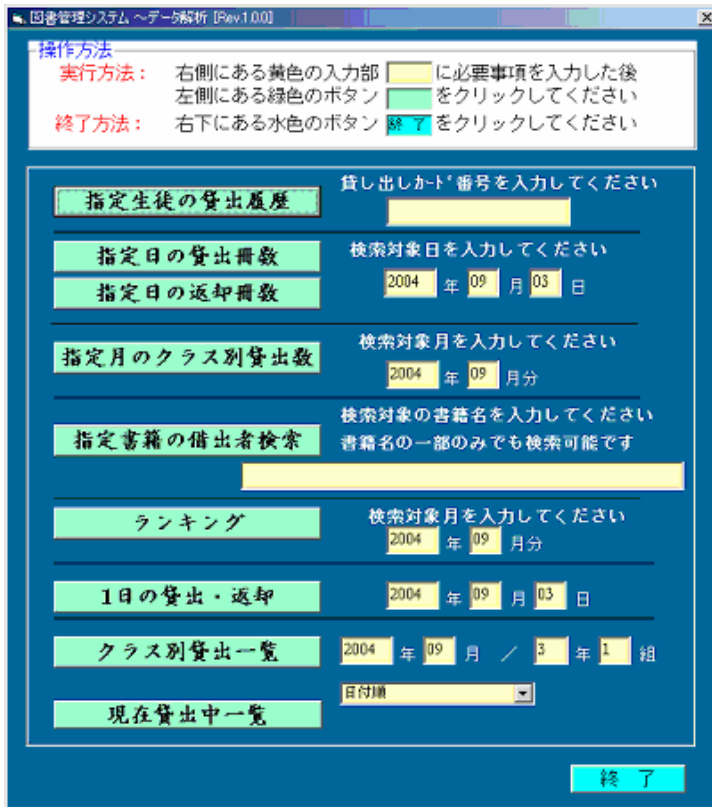 図書管理システム ～データ解析 [Rev.1.0.0]
操作方法
実行方法： 右側にある黄色の入力部 に必要事項を入力した後
左側にある緑色のボタン をクリックしてください
終了方法： 右下にある水色のボタン 終 了 をクリックしてください
指定生徒の貸出履歴 貸し出しｶｰﾄﾞ番号を入力してください
指定日の貸出冊数 検索対象日を入力してください
指定日の返却冊数 2004 年 09 月 03 日
指定月のクラス別貸出数 検索対象月を入力してください
2004 年 09 月分
検索対象の書籍名を入力してください
指定書籍の借出者検索 書籍名の一部のみでも検索可能です
ランキング 検索対象月を入力してください
2004 年 09 月分
1日の貸出・返却 2004 年 09 月 03 日
クラス別貸出一覧 2004 年 09 月 ／ 3 年 1 組
日付順
現在貸出中一覧
終 了